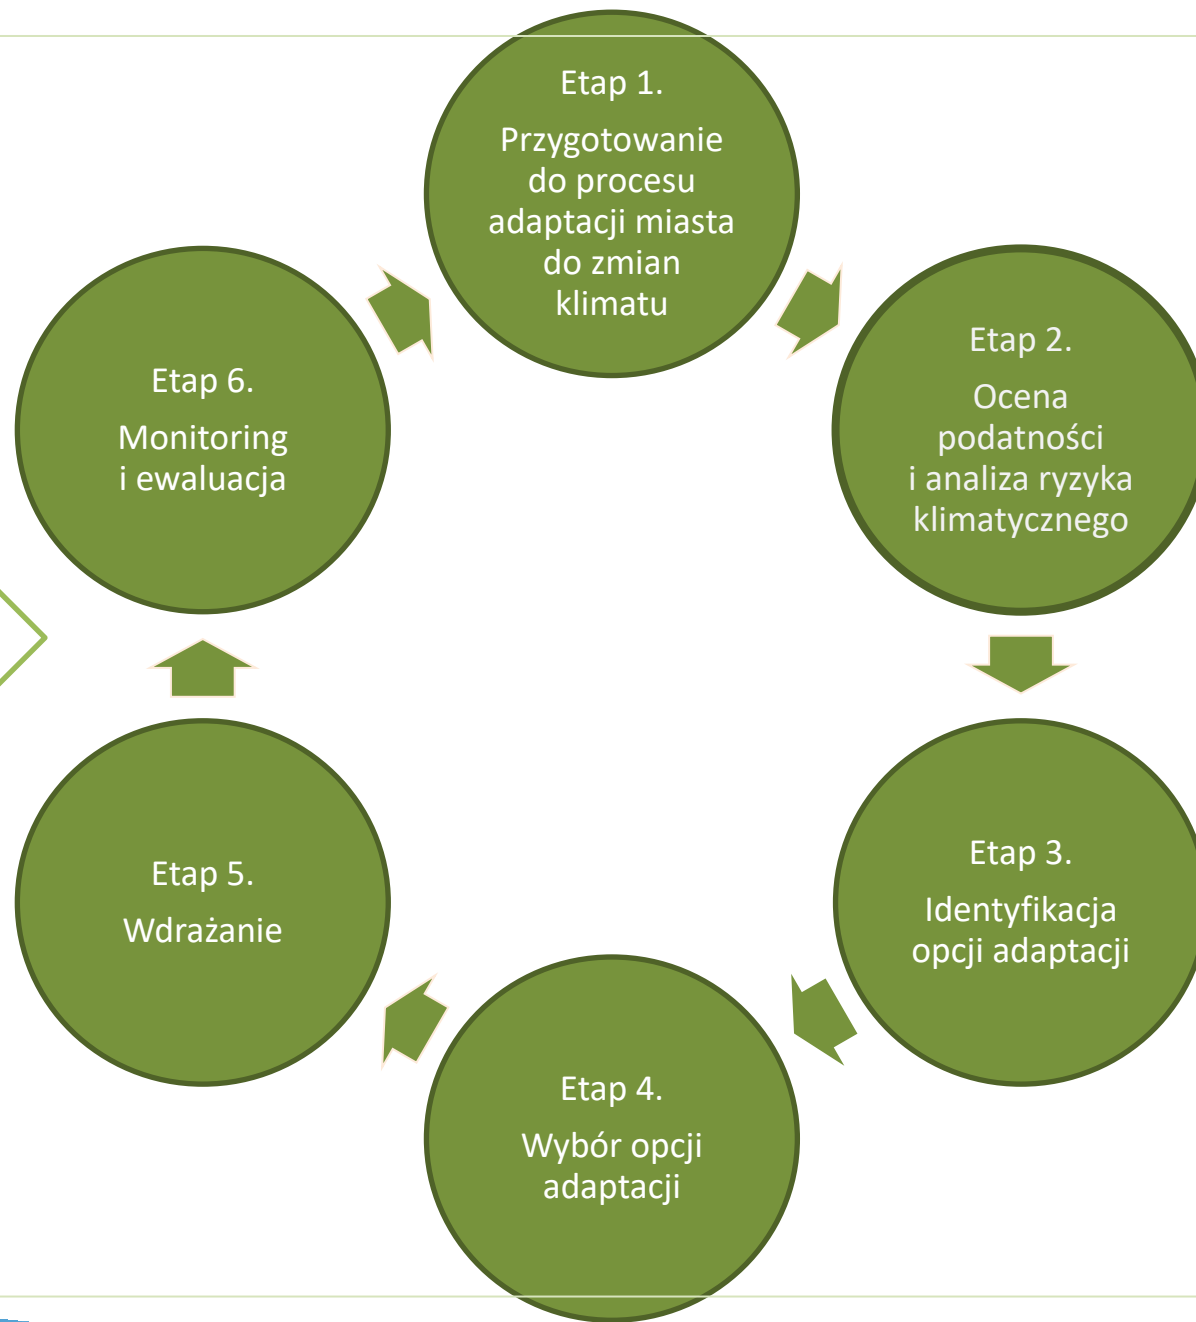 Etap 1.
Przygotowanie
do procesu
adaptacji miasta
do zmian
klimatu
Etap 2.
Ocena
podatności
i analiza ryzyka
klimatycznego
Etap 3.
Identyfikacja
opcji adaptacji
Etap 4.
Wybór opcji
adaptacji
Etap 5.
Wdrażanie
Etap 6.
Monitoring
i ewaluacja